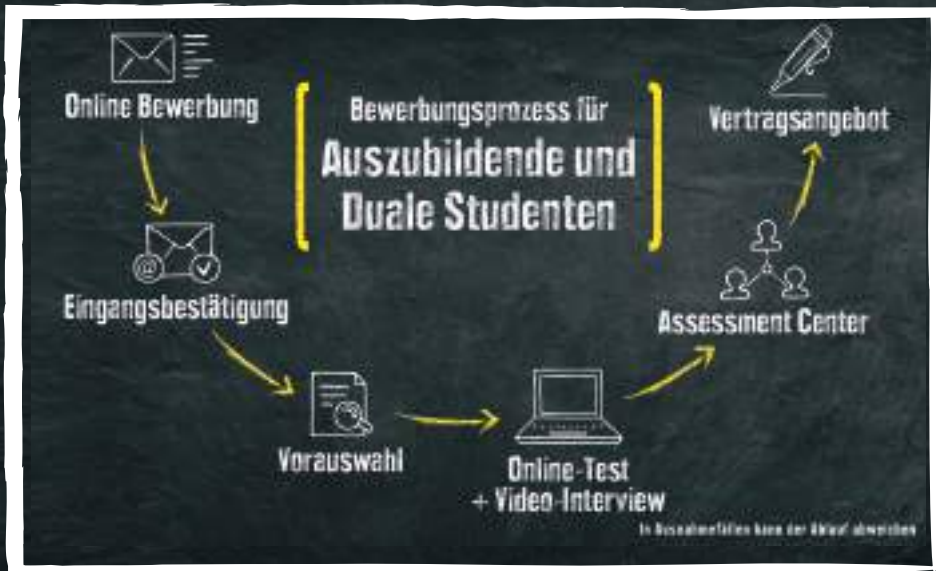 Bewerbungsprozess für
Auszubildende und
Duale Studenten
Online Bewerbung
Eingangsbestätigung
Vorauswahl
Online-Test
+ Video-Interview
Assessment Center
Vertragsangebot
In Ausnahmefällen kann der Ablauf abweichen